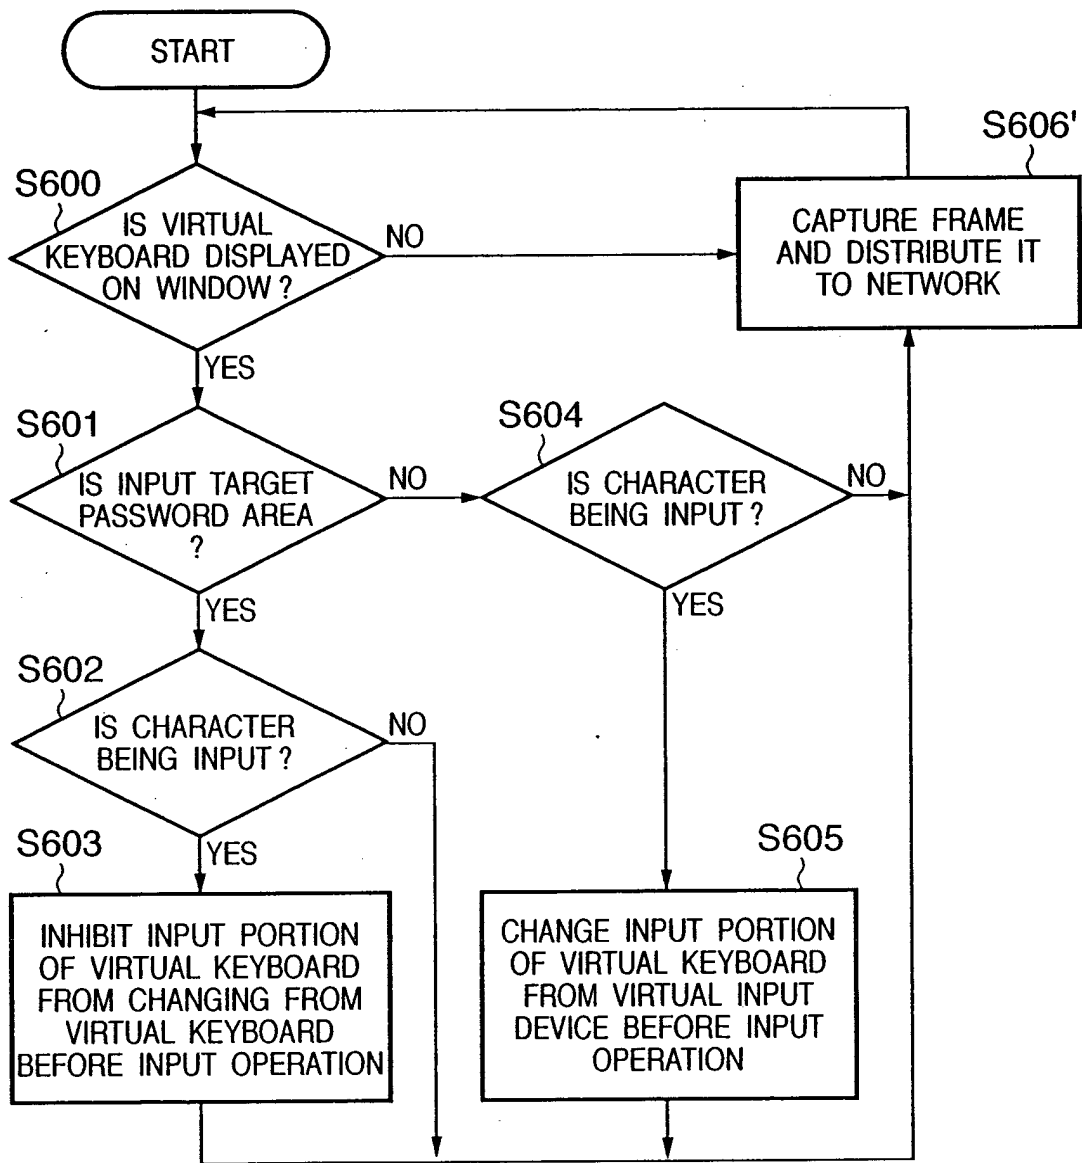 START
S606'
S600
IS VIRTUAL
KEYBOARD DISPLAYED
ON WINDOW?
NO
CAPTURE FRAME
AND DISTRIBUTE IT
TO NETWORK
YES
S601
IS INPUT TARGET
PASSWORD AREA
?
NO
S604
IS CHARACTER
BEING INPUT?
NO
YES
YES
S602
IS CHARACTER
BEING INPUT?
NO
YES
S603
INHIBIT INPUT PORTION
OF VIRTUAL KEYBOARD
FROM CHANGING FROM
VIRTUAL KEYBOARD
BEFORE INPUT OPERATION
S605
CHANGE INPUT PORTION
OF VIRTUAL KEYBOARD
FROM VIRTUAL INPUT
DEVICE BEFORE INPUT
OPERATION